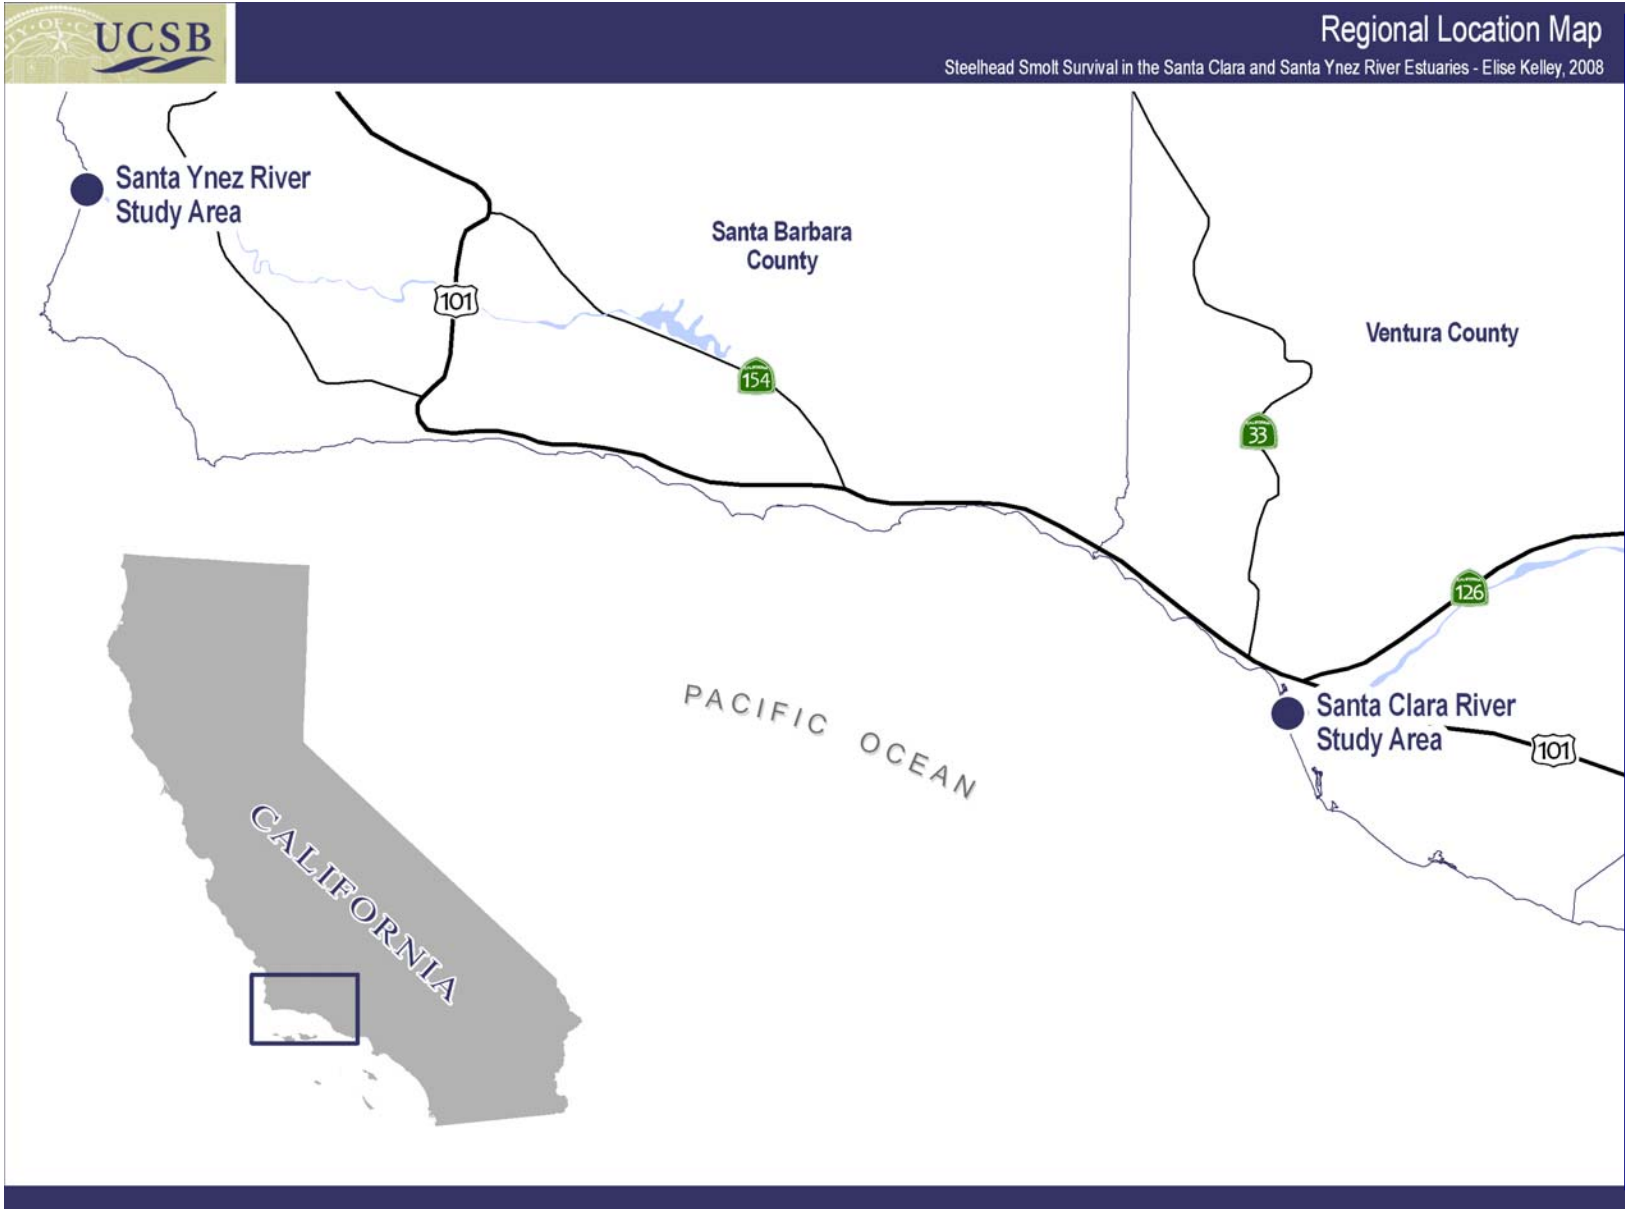 UCSB
Regional Location Map
Steelhead Smolt Survival in the Santa Clara and Santa Ynez River Estuaries - Elise Kelley, 2008
Santa Ynez River
Study Area
Santa Barbara
County
101
Ventura County
154
33
126
PACIFIC OCEAN
Santa Clara River
Study Area
101
CALIFORNIA